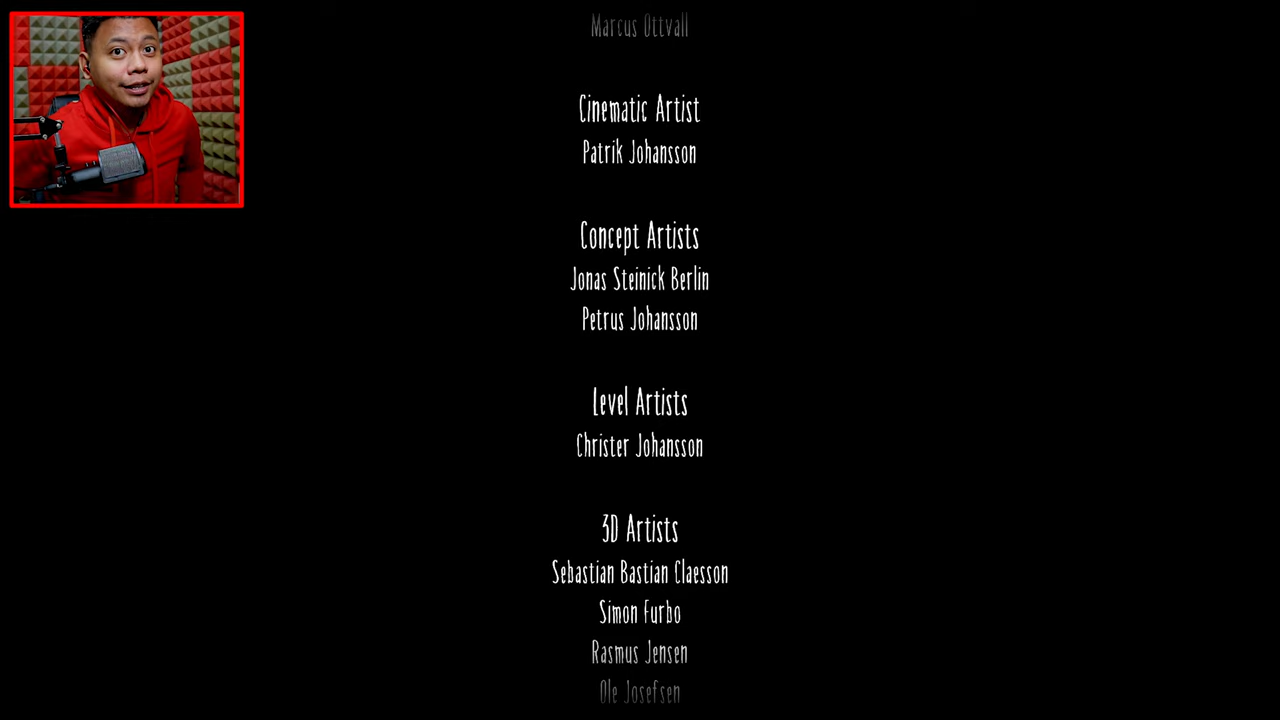 Marcus Ottvall
Cinematic Artist
Patrik Johansson
Concept Artists
Jonas Steinick Berlin
Petrus Johansson
Level Artists
Christer Johansson
3D Artists
Sebastian Bastian Claesson
Simon Furbo
Rasmus Jensen
Ole Josefsen